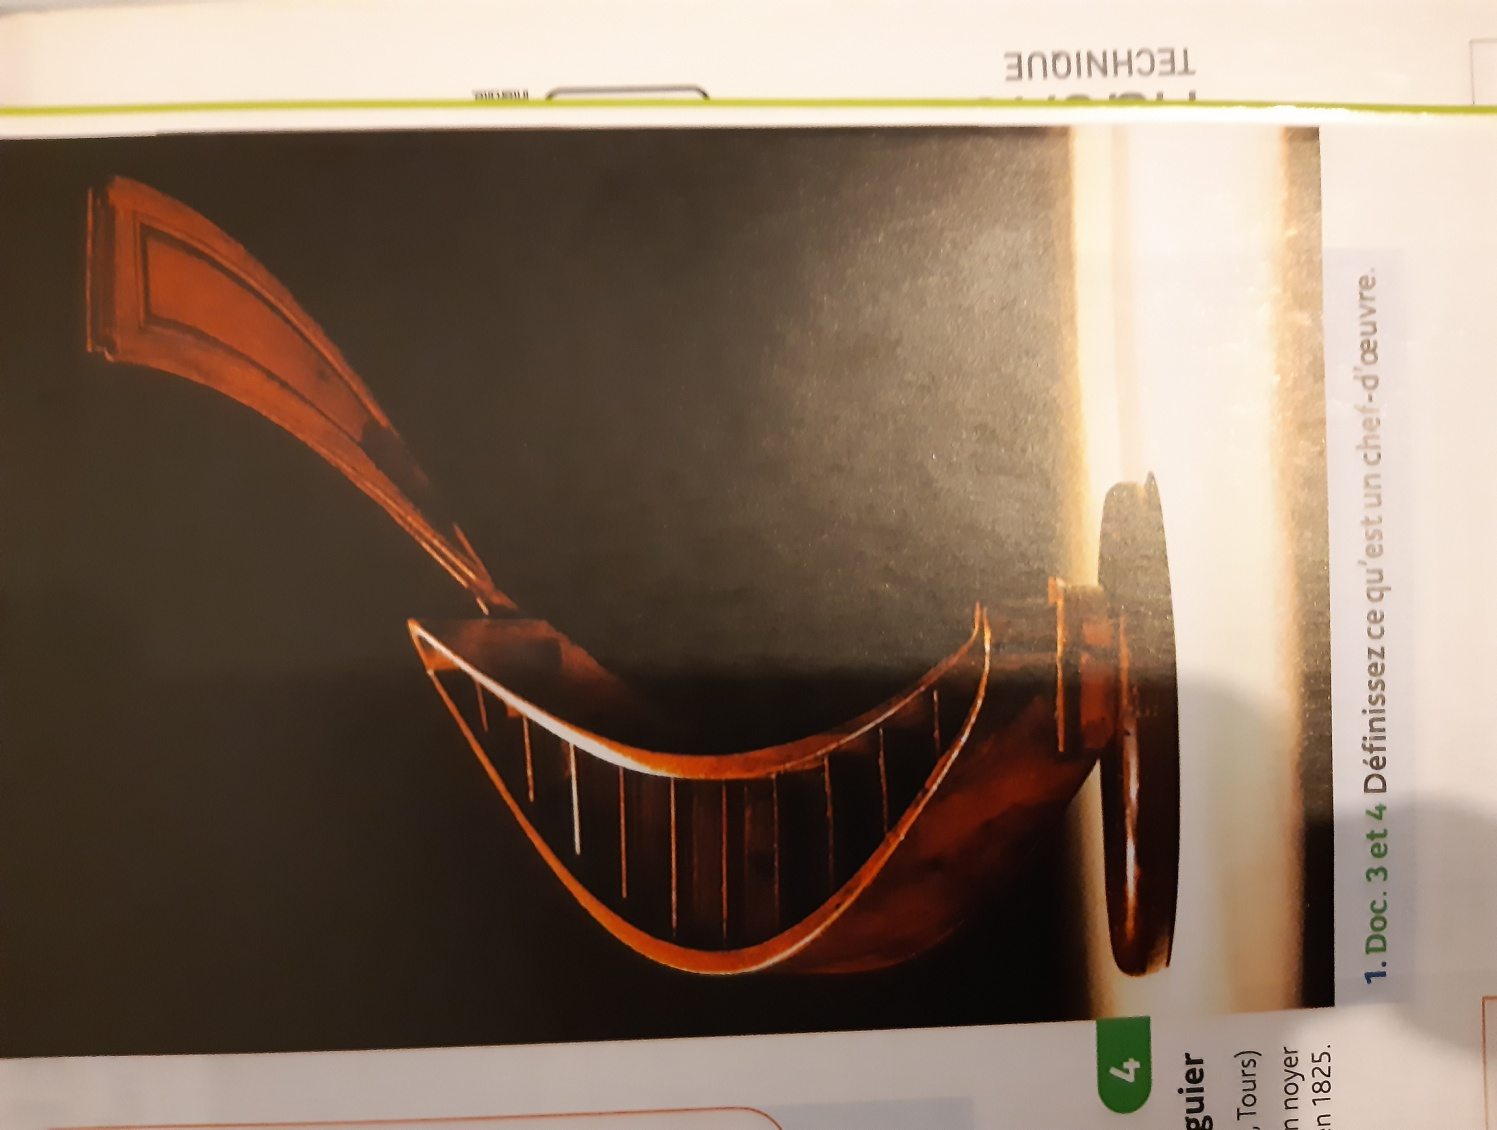 TECHNIQUE
4
guier
, Tours)
n noyer
en 1825.
1. Doc. 3 et 4 Définissez ce qu'est un chef-d'œuvre.